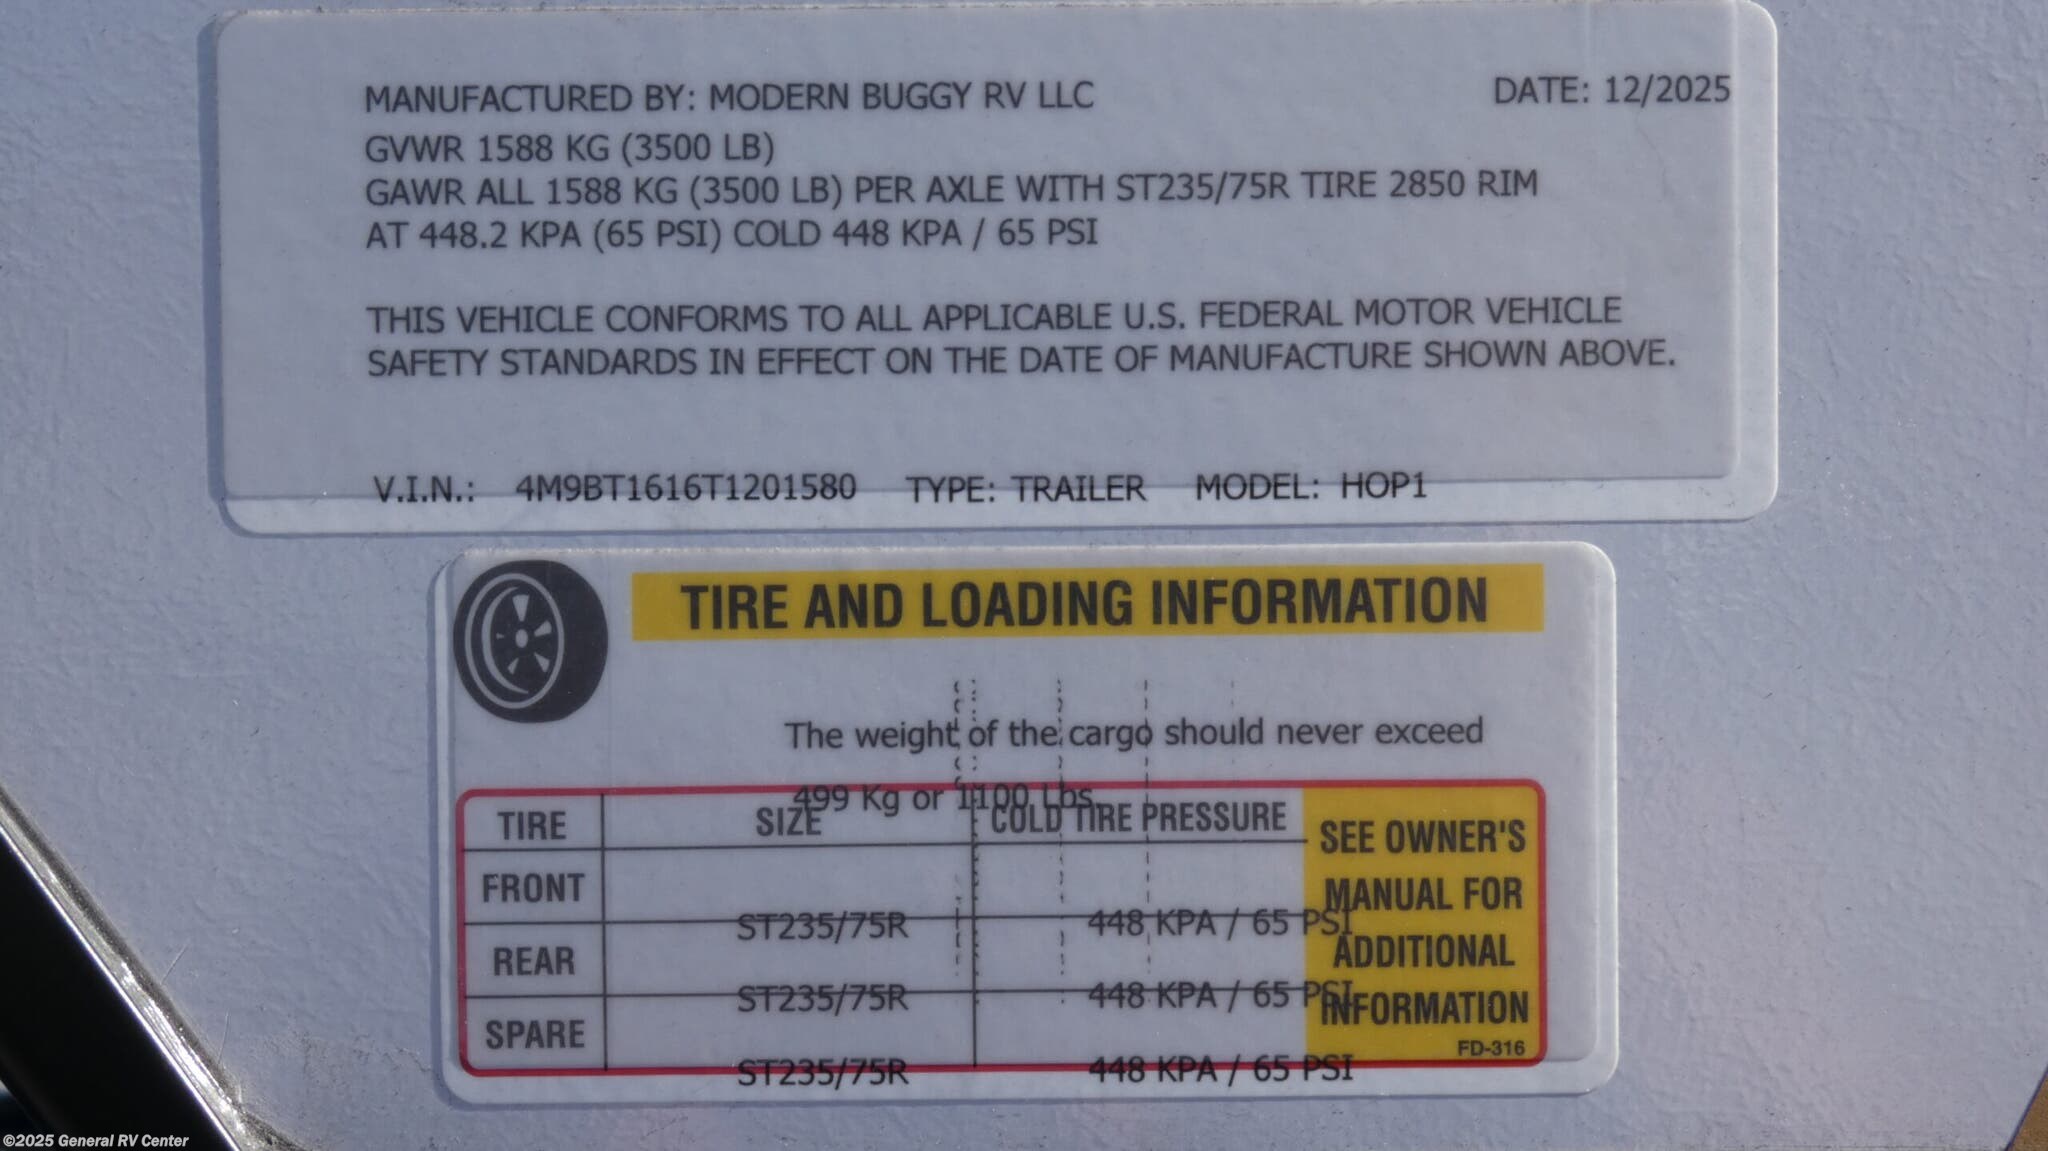 MANUFACTURED BY: MODERN BUGGY RV LLC DATE: 12/2025
GVWR 1588 KG (3500 LB)
GAWR ALL 1588 KG (3500 LB) PER AXLE WITH ST235/75R TIRE 2850 RIM
AT 448.2 KPA (65 PSI) COLD 448 KPA / 65 PSI
THIS VEHICLE CONFORMS TO ALL APPLICABLE U.S. FEDERAL MOTOR VEHICLE
SAFETY STANDARDS IN EFFECT ON THE DATE OF MANUFACTURE SHOWN ABOVE.
V.I.N.: 4M9BT1616T1201580 TYPE: TRAILER MODEL: HOP1
TIRE AND LOADING INFORMATION
The weight of the cargo should never exceed
499 Kg or 1100 Lbs.
TIRE SIZE COLD TIRE PRESSURE
FRONT ST235/75R 448 KPA / 65 PSI
REAR ST235/75R 448 KPA / 65 PSI
SPARE ST235/75R 448 KPA / 65 PSI
SEE OWNER'S
MANUAL FOR
ADDITIONAL
INFORMATION
FD-316
©2025 General RV Center